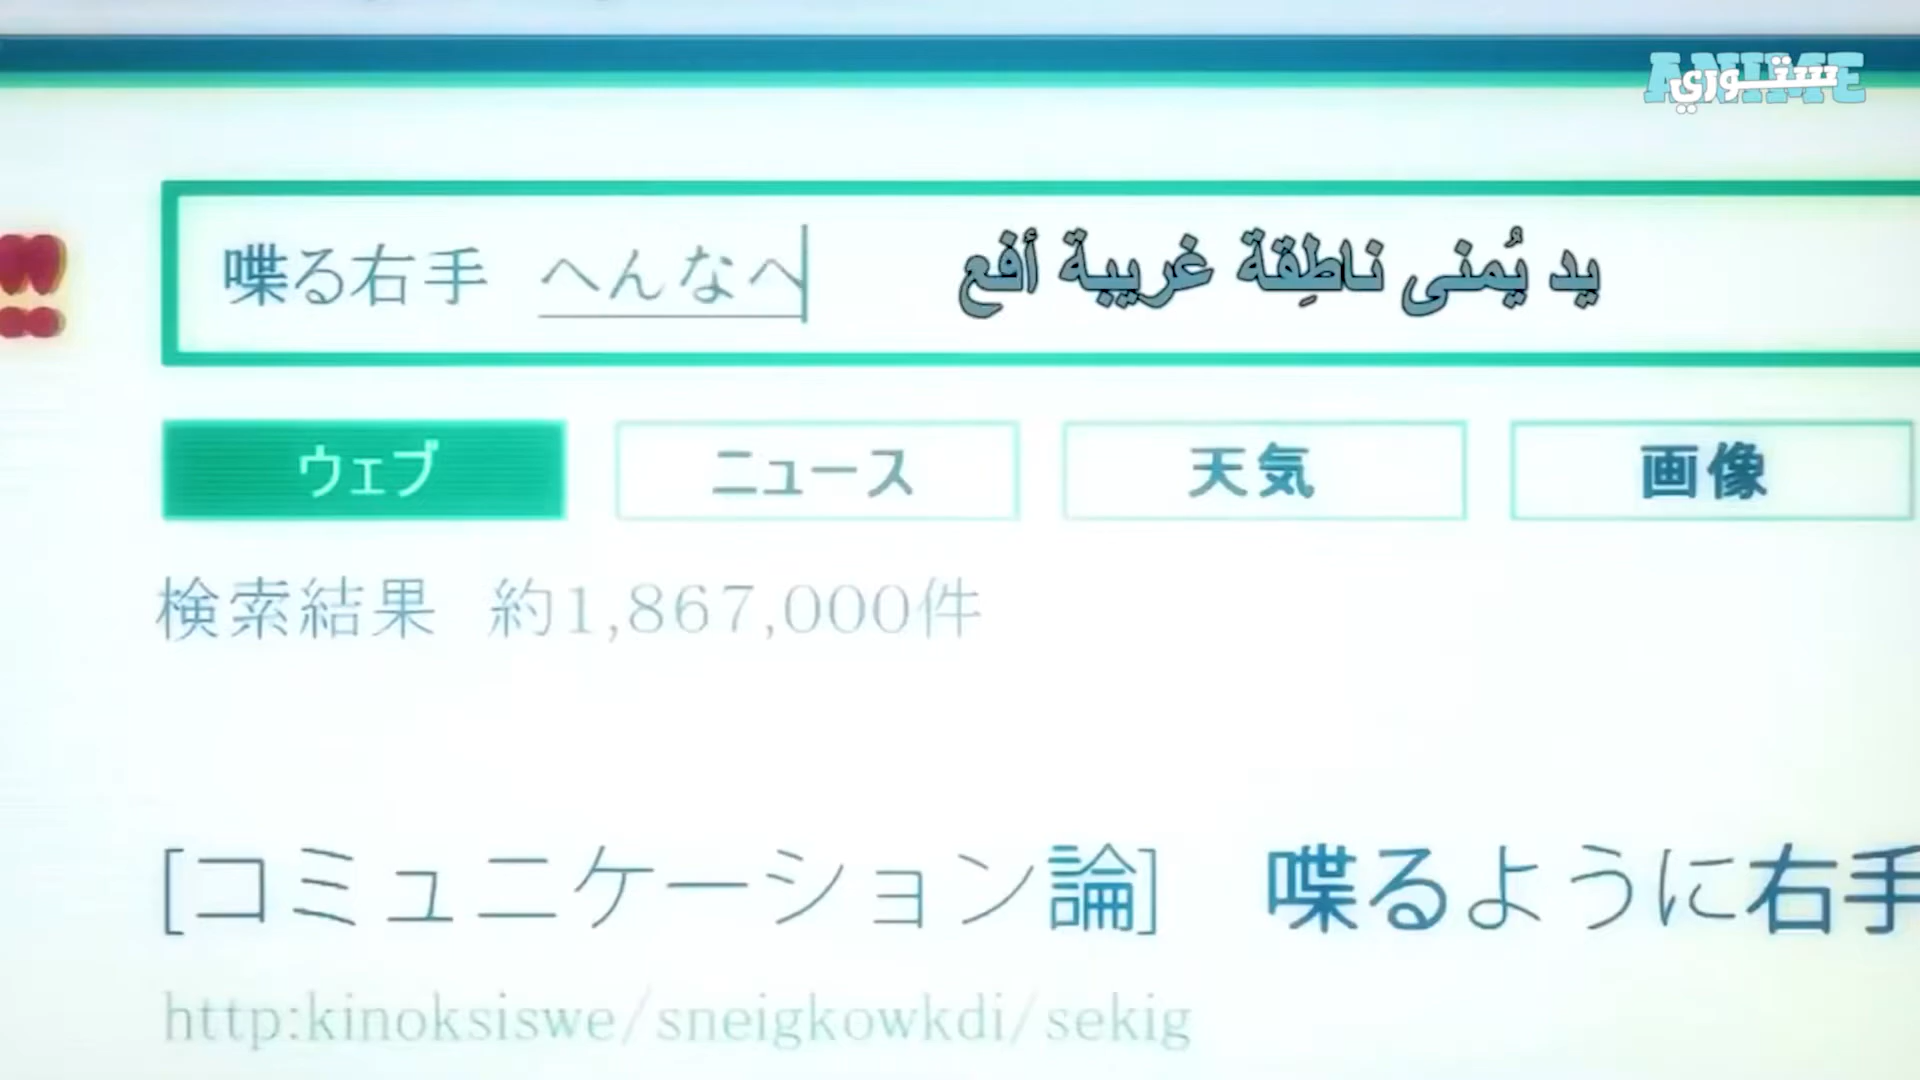 ANIME
ستوري
喋る右手 へんなへ
يد يُمنى ناطِقة غريبة أفع
ウェブ ニュース 天気 画像
検索結果 約1,867,000件
[コミュニケーション論] 喋るように右手
http:kinoksiswe/sneigkowkdi/sekig